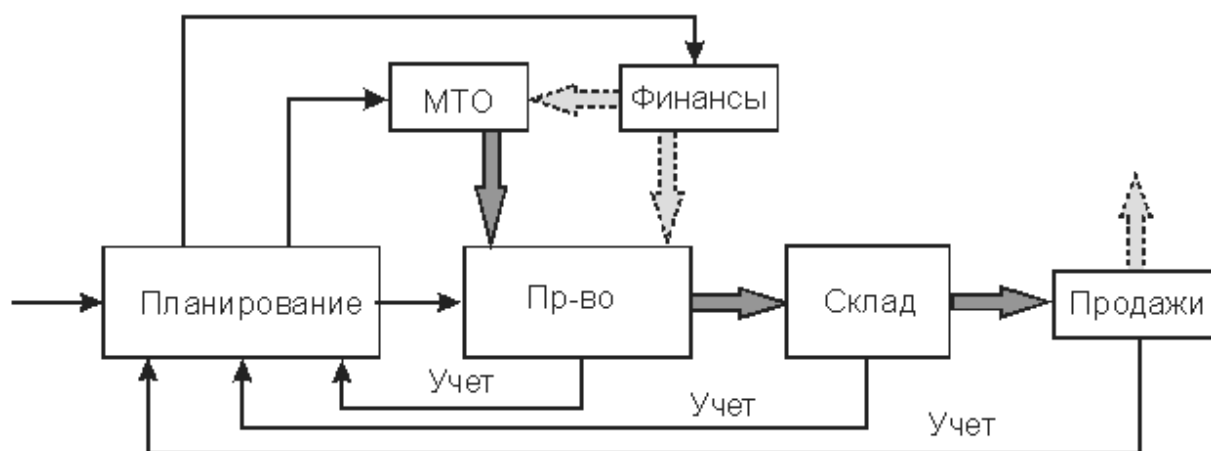 МТО
Финансы
Планирование
Пр-во
Склад
Продажи
Учет
Учет
Учет